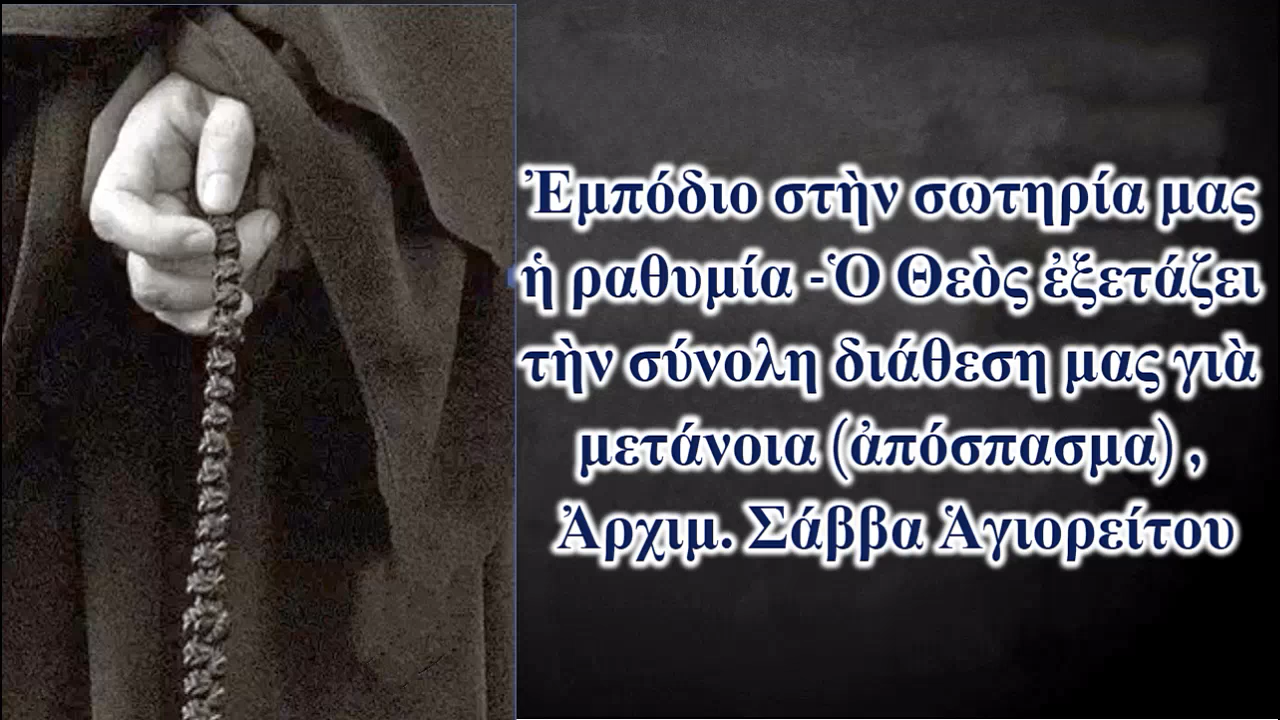 Ἐμπόδιο στὴν σωτηρία μας
ἡ ραθυμία -Ὁ Θεὸς ἐξετάζει
τὴν σύνολη διάθεση μας γιὰ
μετάνοια (ἀπόσπασμα) ,
Ἀρχιμ. Σάββα Ἁγιορείτου